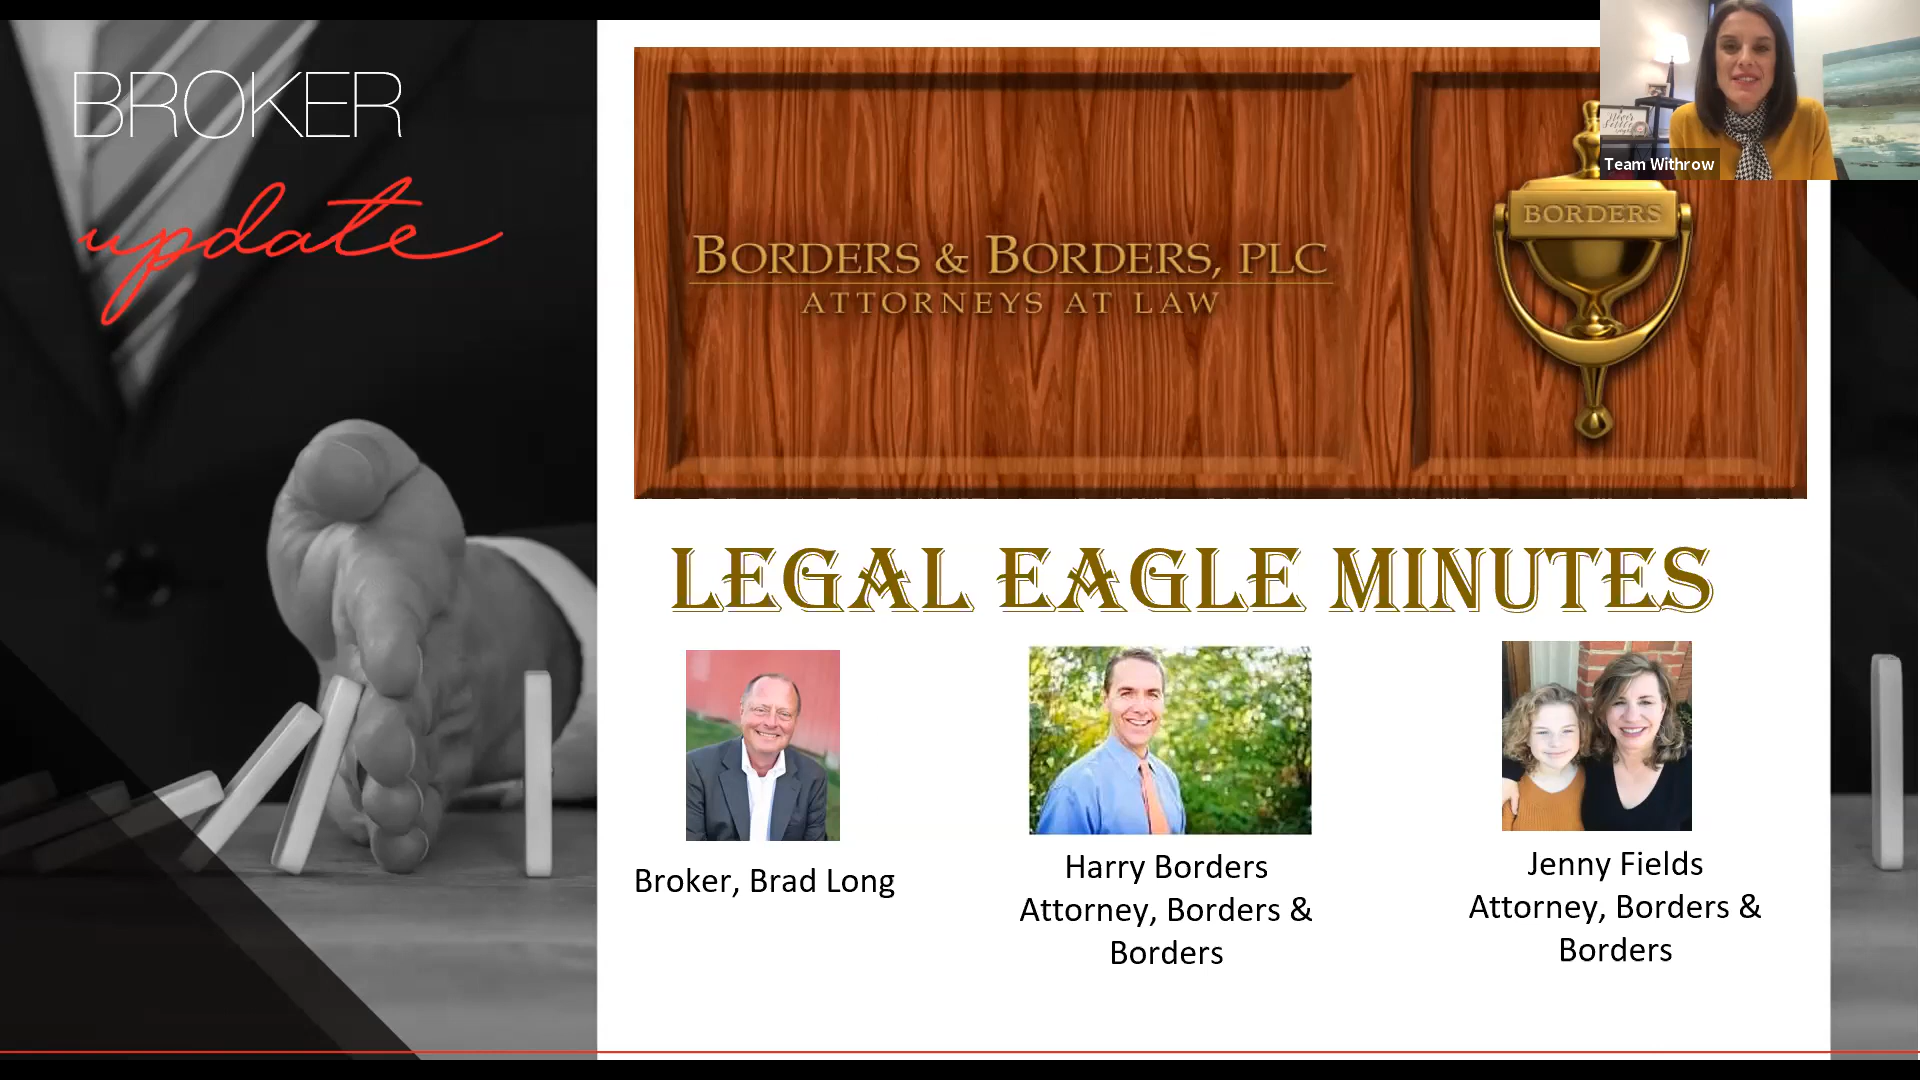 BROKER
update
BORDERS & BORDERS, PLC
ATTORNEYS AT LAW
BORDERS
Team Withrow
LEGAL EAGLE MINUTES
Broker, Brad Long
Harry Borders
Attorney, Borders &
Borders
Jenny Fields
Attorney, Borders &
Borders